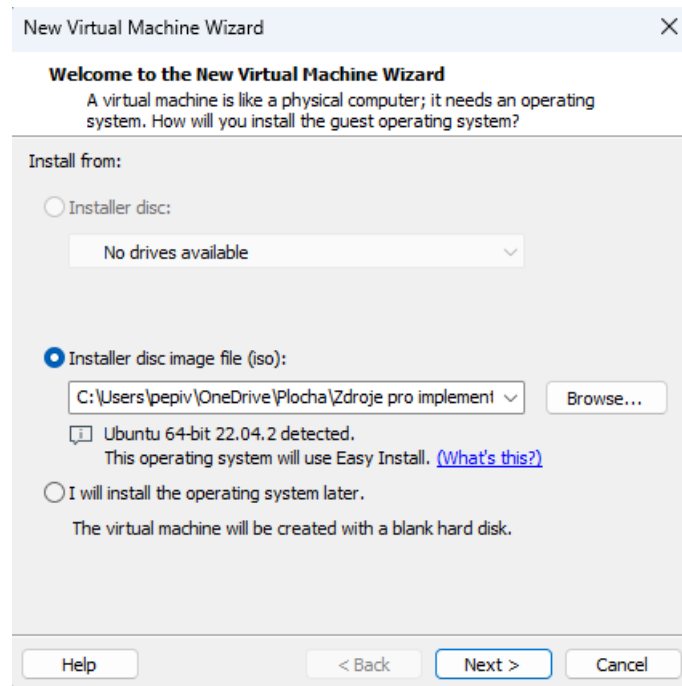 New Virtual Machine Wizard
Welcome to the New Virtual Machine Wizard
A virtual machine is like a physical computer; it needs an operating
system. How will you install the guest operating system?
Install from:
Installer disc:
No drives available
Installer disc image file (iso):
C:\Users\pepiv\OneDrive\Plocha\Zdroje pro implement
Browse...
Ubuntu 64-bit 22.04.2 detected.
This operating system will use Easy Install. (What's this?)
I will install the operating system later.
The virtual machine will be created with a blank hard disk.
Help
< Back
Next >
Cancel